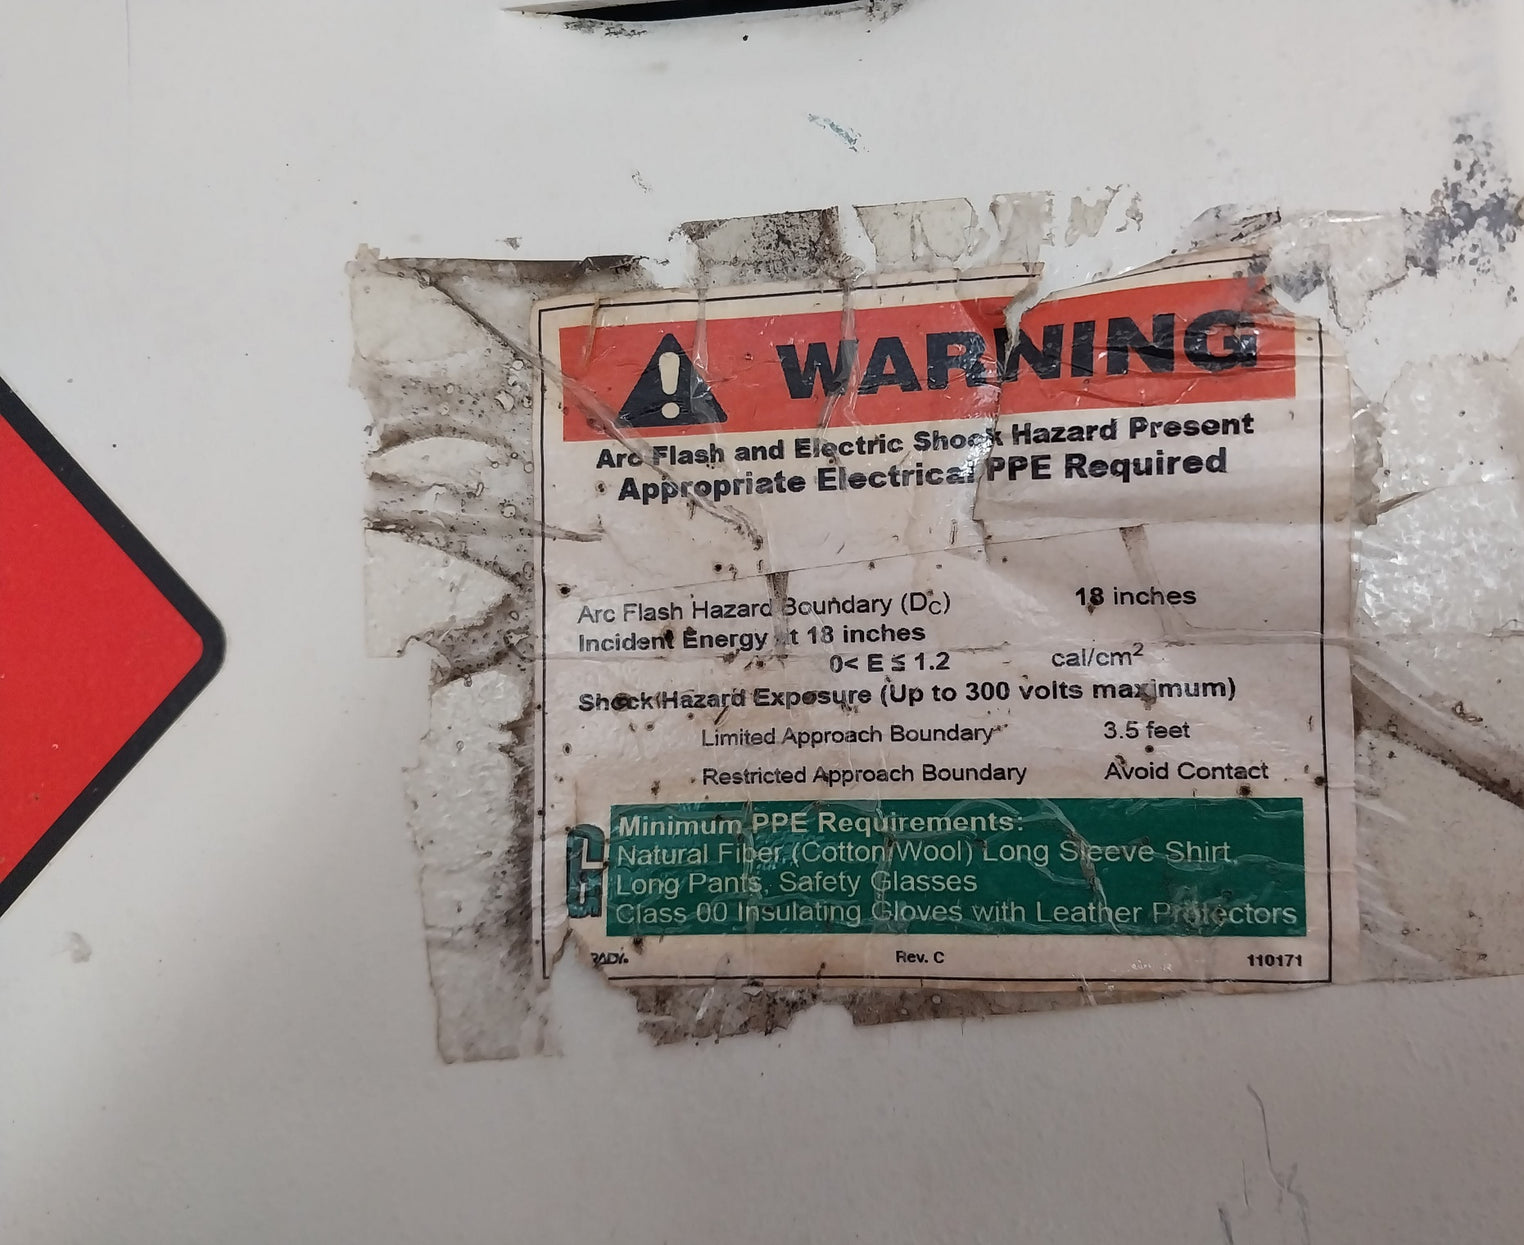 WARNING
Arc Flash and Electric Shock Hazard Present
Appropriate Electrical PPE Required
Arc Flash Hazard Boundary (DC) 18 inches
Incident Energy at 18 inches
0< E ≤ 1.2 cal/cm²
Shock Hazard Exposure (Up to 300 volts maximum)
Limited Approach Boundary 3.5 feet
Restricted Approach Boundary Avoid Contact
Minimum PPE Requirements:
Natural Fiber (Cotton/Wool) Long Sleeve Shirt,
Long Pants, Safety Glasses
Class 00 Insulating Gloves with Leather Protectors
Rev. C 110171